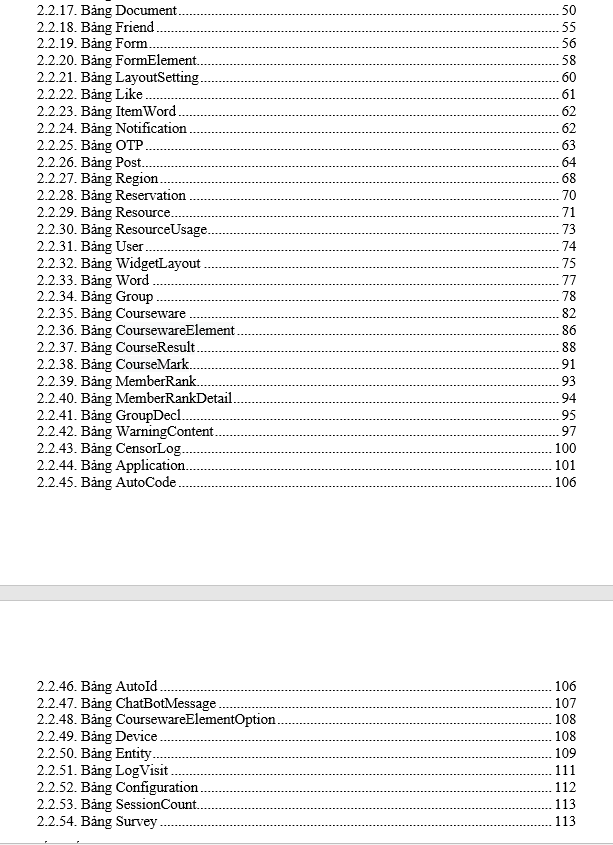 2.2.17. Bảng Document 50
2.2.18. Bảng Friend 55
2.2.19. Bảng Form 56
2.2.20. Bảng FormElement 58
2.2.21. Bảng LayoutSetting 60
2.2.22. Bảng Like 61
2.2.23. Bảng ItemWord 62
2.2.24. Bảng Notification 62
2.2.25. Bảng OTP 63
2.2.26. Bảng Post 64
2.2.27. Bảng Region 68
2.2.28. Bảng Reservation 70
2.2.29. Bảng Resource 71
2.2.30. Bảng ResourceUsage 73
2.2.31. Bảng User 74
2.2.32. Bảng WidgetLayout 75
2.2.33. Bảng Word 77
2.2.34. Bảng Group 78
2.2.35. Bảng Courseware 82
2.2.36. Bảng CoursewareElement 86
2.2.37. Bảng CourseResult 88
2.2.38. Bảng CourseMark 91
2.2.39. Bảng MemberRank 93
2.2.40. Bảng MemberRankDetail 94
2.2.41. Bảng GroupDecl 95
2.2.42. Bảng WarningContent 97
2.2.43. Bảng CensorLog 100
2.2.44. Bảng Application 101
2.2.45. Bảng AutoCode 106
2.2.46. Bảng AutoId 106
2.2.47. Bảng ChatBotMessage 107
2.2.48. Bảng CoursewareElementOption 108
2.2.49. Bảng Device 108
2.2.50. Bảng Entity 109
2.2.51. Bảng LogVisit 111
2.2.52. Bảng Configuration 112
2.2.53. Bảng SessionCount 113
2.2.54. Bảng Survey 113